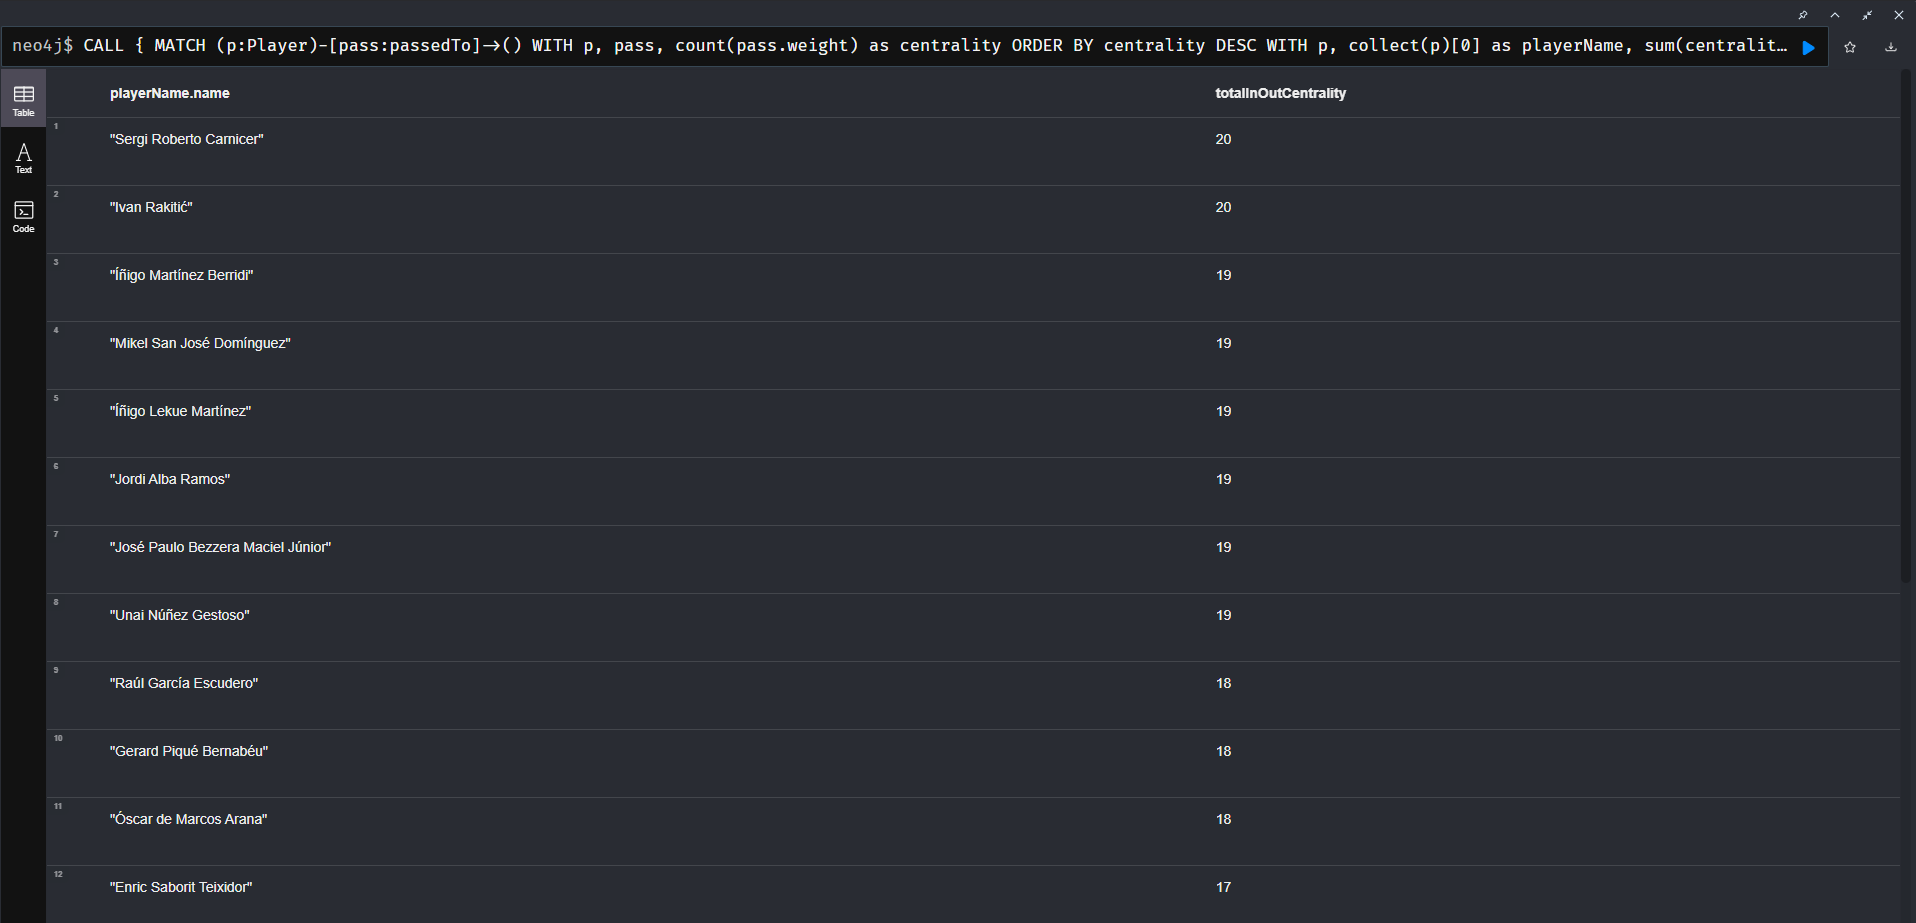 neo4j$ CALL { MATCH (p:Player)-[pass:passedTo]->() WITH p, pass, count(pass.weight) as centrality ORDER BY centrality DESC WITH p, collect(p)[0] as playerName, sum(centralit…
playerName.name totalInOutCentrality
Table
1
"Sergi Roberto Carnicer" 20
Text
2
"Ivan Rakitić" 20
Code
3
"Íñigo Martínez Berridi" 19
4
"Mikel San José Domínguez" 19
5
"Íñigo Lekue Martínez" 19
6
"Jordi Alba Ramos" 19
7
"José Paulo Bezzera Maciel Júnior" 19
8
"Unai Núñez Gestoso" 19
9
"Raúl García Escudero" 18
10
"Gerard Piqué Bernabéu" 18
11
"Óscar de Marcos Arana" 18
12
"Enric Saborit Teixidor" 17